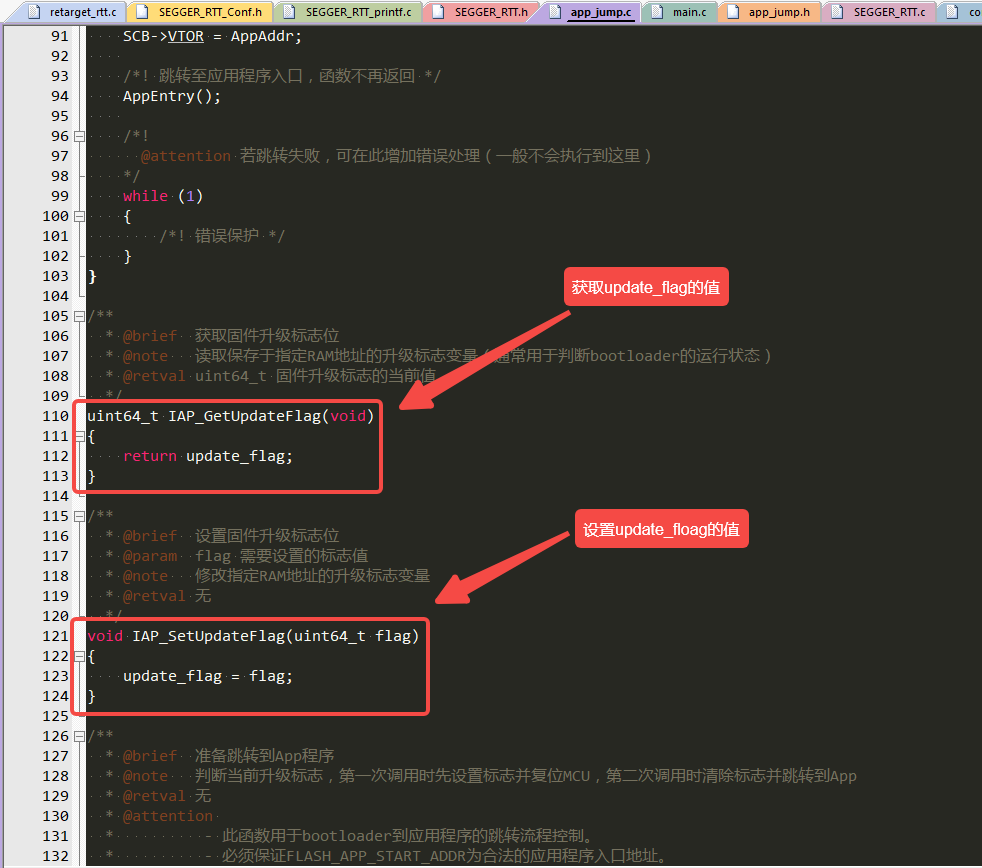 retarget_rtt.c SEGGER_RTT_Conf.h SEGGER_RTT_printf.c SEGGER_RTT.h app_jump.c main.c app_jump.h SEGGER_RTT.c co
91 SCB->VTOR = AppAddr;
92
93 /*! 跳转至应用程序入口，函数不再返回 */
94 AppEntry();
95
96 /*!
97 @attention 若跳转失败，可在此增加错误处理（一般不会执行到这里）
98 */
99 while (1)
100 {
101 /*! 错误保护 */
102 }
103 }
104
获取update_flag的值
105 /**
106 * @brief 获取固件升级标志位
107 * @note 读取保存于指定RAM地址的升级标志变量（通常用于判断bootloader的运行状态）
108 * @retval uint64_t 固件升级标志的当前值
109 */
110 uint64_t IAP_GetUpdateFlag(void)
111 {
112 return update_flag;
113 }
114
115 /**
设置update_floag的值
116 * @brief 设置固件升级标志位
117 * @param flag 需要设置的标志值
118 * @note 修改指定RAM地址的升级标志变量
119 * @retval 无
120 */
121 void IAP_SetUpdateFlag(uint64_t flag)
122 {
123 update_flag = flag;
124 }
125
126 /**
127 * @brief 准备跳转到App程序
128 * @note 判断当前升级标志，第一次调用时先设置标志并复位MCU，第二次调用时清除标志并跳转到App
129 * @retval 无
130 * @attention
131 * - 此函数用于bootloader到应用程序的跳转流程控制。
132 * - 必须保证FLASH_APP_START_ADDR为合法的应用程序入口地址。